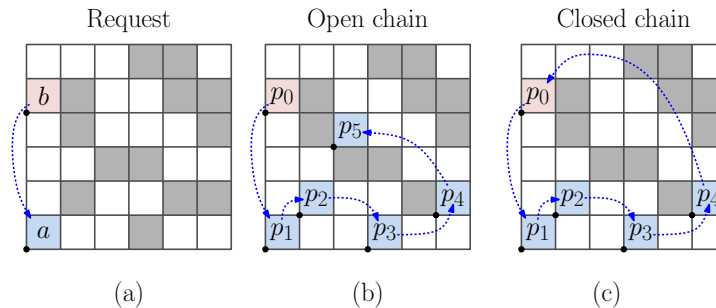 Request Open chain Closed chain
b p0 p0
p5
p2 p4 p2 p4
a p1 p3 p1 p3
(a) (b) (c)